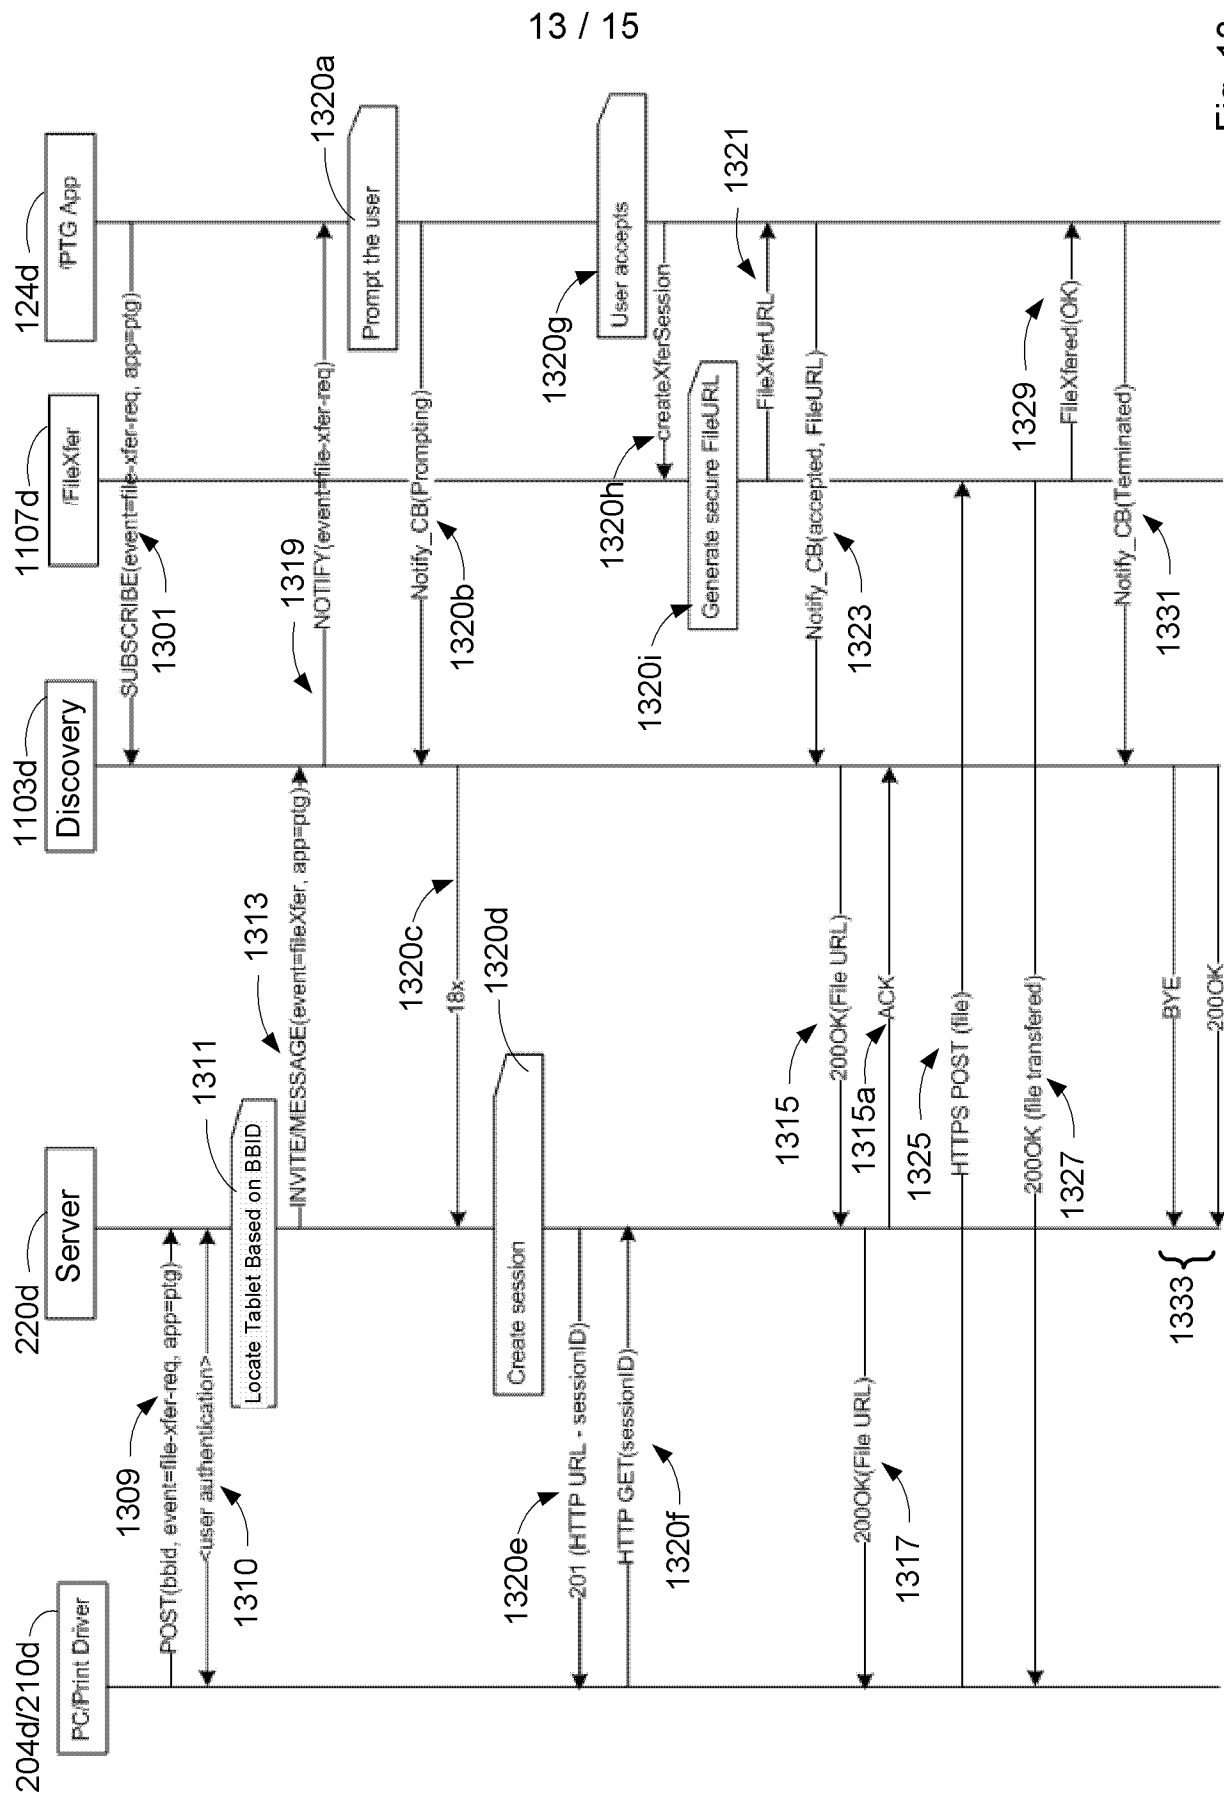 13 / 15
204d/210d
PC/Print Driver
220d
Server
1103d
Discovery
1107d
/FileXfer
124d
/PTG App
SUBSCRIBE(event=file-xfer-req, app=ptg)
1301
POST(bbid, event=file-xfer-req, app=ptg)
1309
<user authentication>
1310
Locate Tablet Based on BBID
1311
INVITE/MESSAGE(event=fileXfer, app=ptg)
1313
NOTIFY(event=file-xfer-req)
1319
Prompt the user
1320a
Notify_CB(Prompting)
1320b
18x
1320c
Create session
1320d
201 (HTTP URL - sessionID)
1320e
HTTP GET(sessionID)
1320f
User accepts
1320g
createXferSession
1320h
Generate secure FileURL
1320i
FileXferURL
1321
Notify_CB(accepted, FileURL)
1323
200OK(File URL)
1315
200OK(File URL)
1317
ACK
1315a
HTTPS POST (file)
1325
200OK (file transfered)
1327
FileXfered(OK)
1329
Notify_CB(Terminated)
1331
BYE
200OK
1333